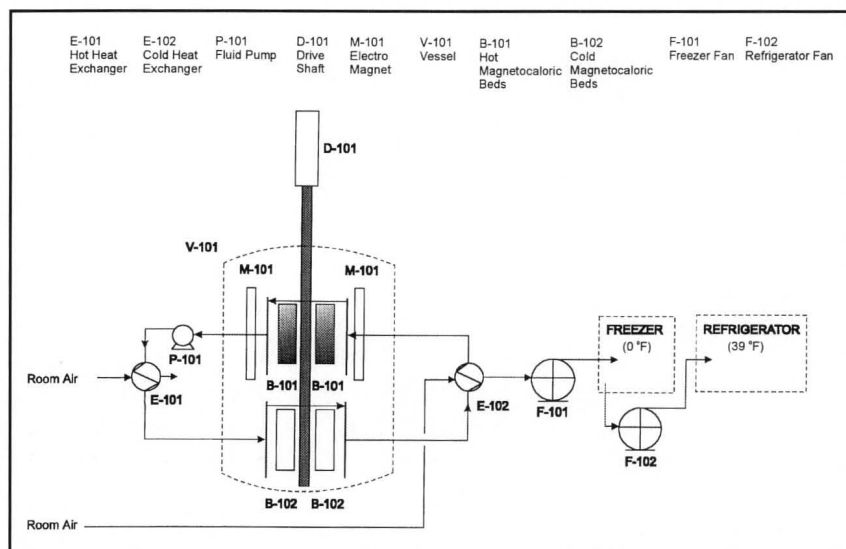 E-101 E-102 P-101 D-101 M-101 V-101 B-101 B-102 F-101 F-102
Hot Heat Cold Heat Fluid Pump Drive Electro Vessel Hot Cold Freezer Fan Refrigerator Fan
Exchanger Exchanger Shaft Magnet Magnetocaloric Magnetocaloric
Beds Beds
D-101
V-101
M-101 M-101
FREEZER REFRIGERATOR
(0 °F) (39 °F)
P-101
Room Air
B-101 B-101
E-101 E-102
F-101
F-102
B-102 B-102
Room Air